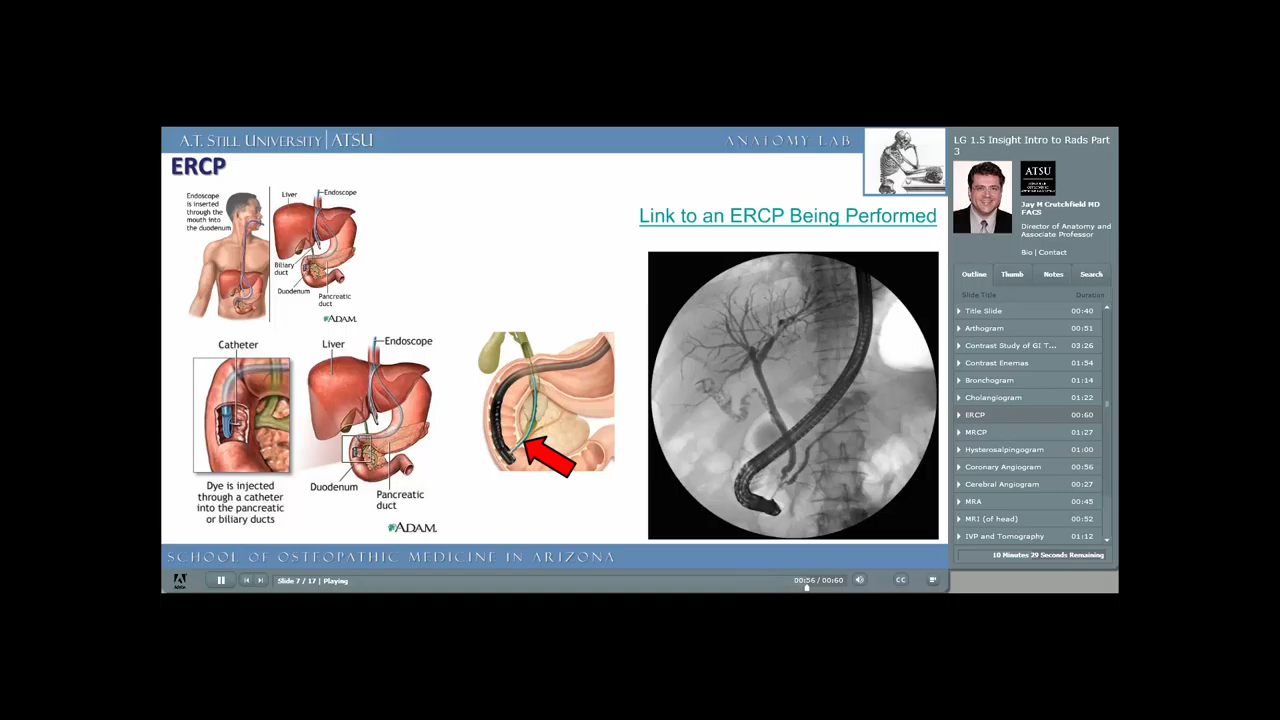 A.T. STILL UNIVERSITY | ATSU
ANATOMY LAB
ERCP
Endoscope
is inserted
through the
mouth into
the duodenum
Liver
Endoscope
Biliary
duct
Duodenum
Pancreatic
duct
ADAM.
Catheter
Dye is injected
through a catheter
into the pancreatic
or biliary ducts
Liver
Endoscope
Duodenum
Pancreatic
duct
ADAM.
Link to an ERCP Being Performed
SCHOOL OF OSTEOPATHIC MEDICINE IN ARIZONA
Slide 7 / 17 | Playing
00:56 / 00:60
CC
LG 1.5 Insight Intro to Rads Part
3
ATSU
Jay M Crutchfield MD
FACS
Director of Anatomy and
Associate Professor
Bio | Contact
Outline Thumb Notes Search
Slide Title Duration
Title Slide 00:40
Arthogram 00:51
Contrast Study of GI T... 03:26
Contrast Enemas 01:54
Bronchogram 01:14
Cholangiogram 01:22
ERCP 00:60
MRCP 01:27
Hysterosalpingogram 01:00
Coronary Angiogram 00:56
Cerebral Angiogram 00:27
MRA 00:45
MRI (of head) 00:52
IVP and Tomography 01:12
10 Minutes 29 Seconds Remaining